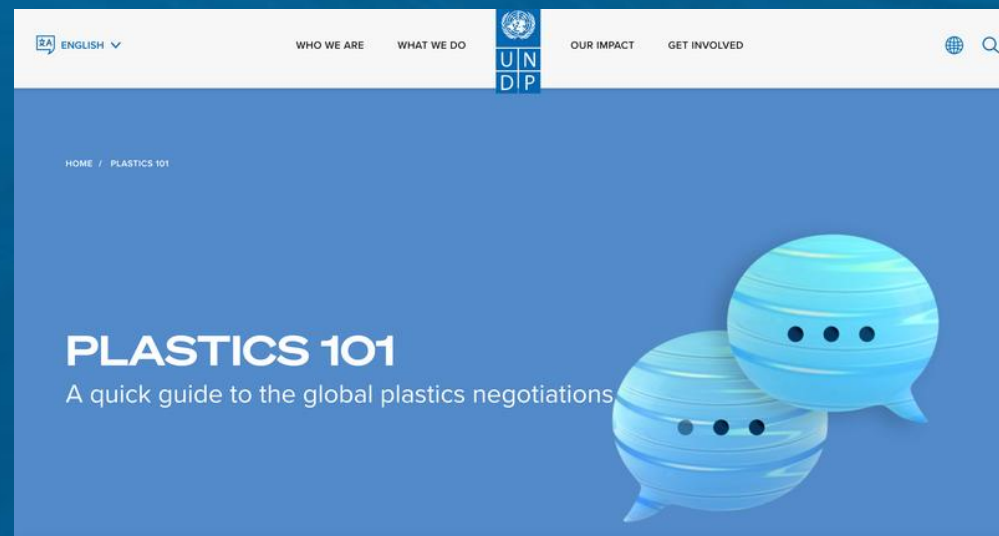 ENGLISH
WHO WE ARE
WHAT WE DO
U N
D P
OUR IMPACT
GET INVOLVED
HOME / PLASTICS 101
PLASTICS 101
A quick guide to the global plastics negotiations